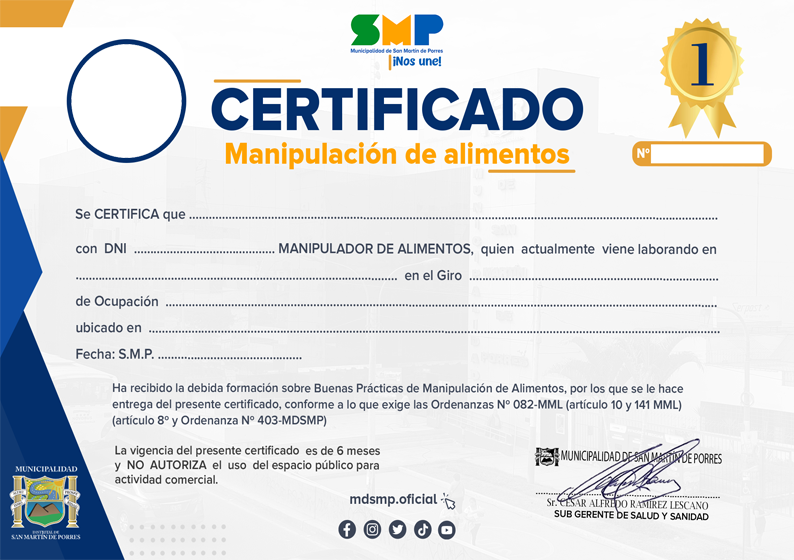 SMP
Municipalidad de San Martín de Porres
¡Nos une!
1
CERTIFICADO
Manipulación de alimentos
Nº
Se CERTIFICA que ................................................................
con DNI .................................... MANIPULADOR DE ALIMENTOS, quien actualmente viene laborando en
................................................................ en el Giro ................................................................
de Ocupación ................................................................
ubicado en ................................................................
Fecha: S.M.P. ....................................
Ha recibido la debida formación sobre Buenas Prácticas de Manipulación de Alimentos, por los que se le hace
entrega del presente certificado, conforme a lo que exige las Ordenanzas Nº 082-MML (artículo 10 y 141 MML)
(artículo 8º y Ordenanza Nº 403-MDSMP)
La vigencia del presente certificado es de 6 meses
y NO AUTORIZA el uso del espacio público para
actividad comercial.
MUNICIPALIDAD DE SAN MARTIN DE PORRES
Sr. CESAR ALFREDO RAMIREZ LESCANO
SUB GERENTE DE SALUD Y SANIDAD
mdsmp.oficial
MUNICIPALIDAD
DISTRITAL DE
SAN MARTIN DE PORRES